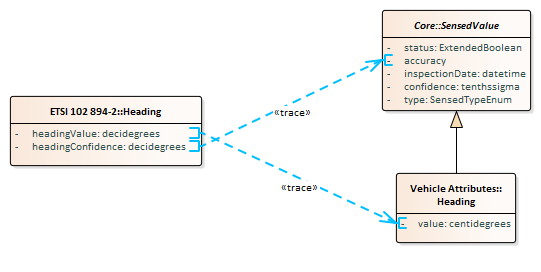 Core::SensedValue
- status: ExtendedBoolean
- accuracy
- inspectionDate: datetime
- confidence: tenthssigma
- type: SensedTypeEnum
ETSI 102 894-2::Heading
- headingValue: decidegrees
- headingConfidence: decidegrees
«trace»
«trace»
Vehicle Attributes::
Heading
- value: centidegrees